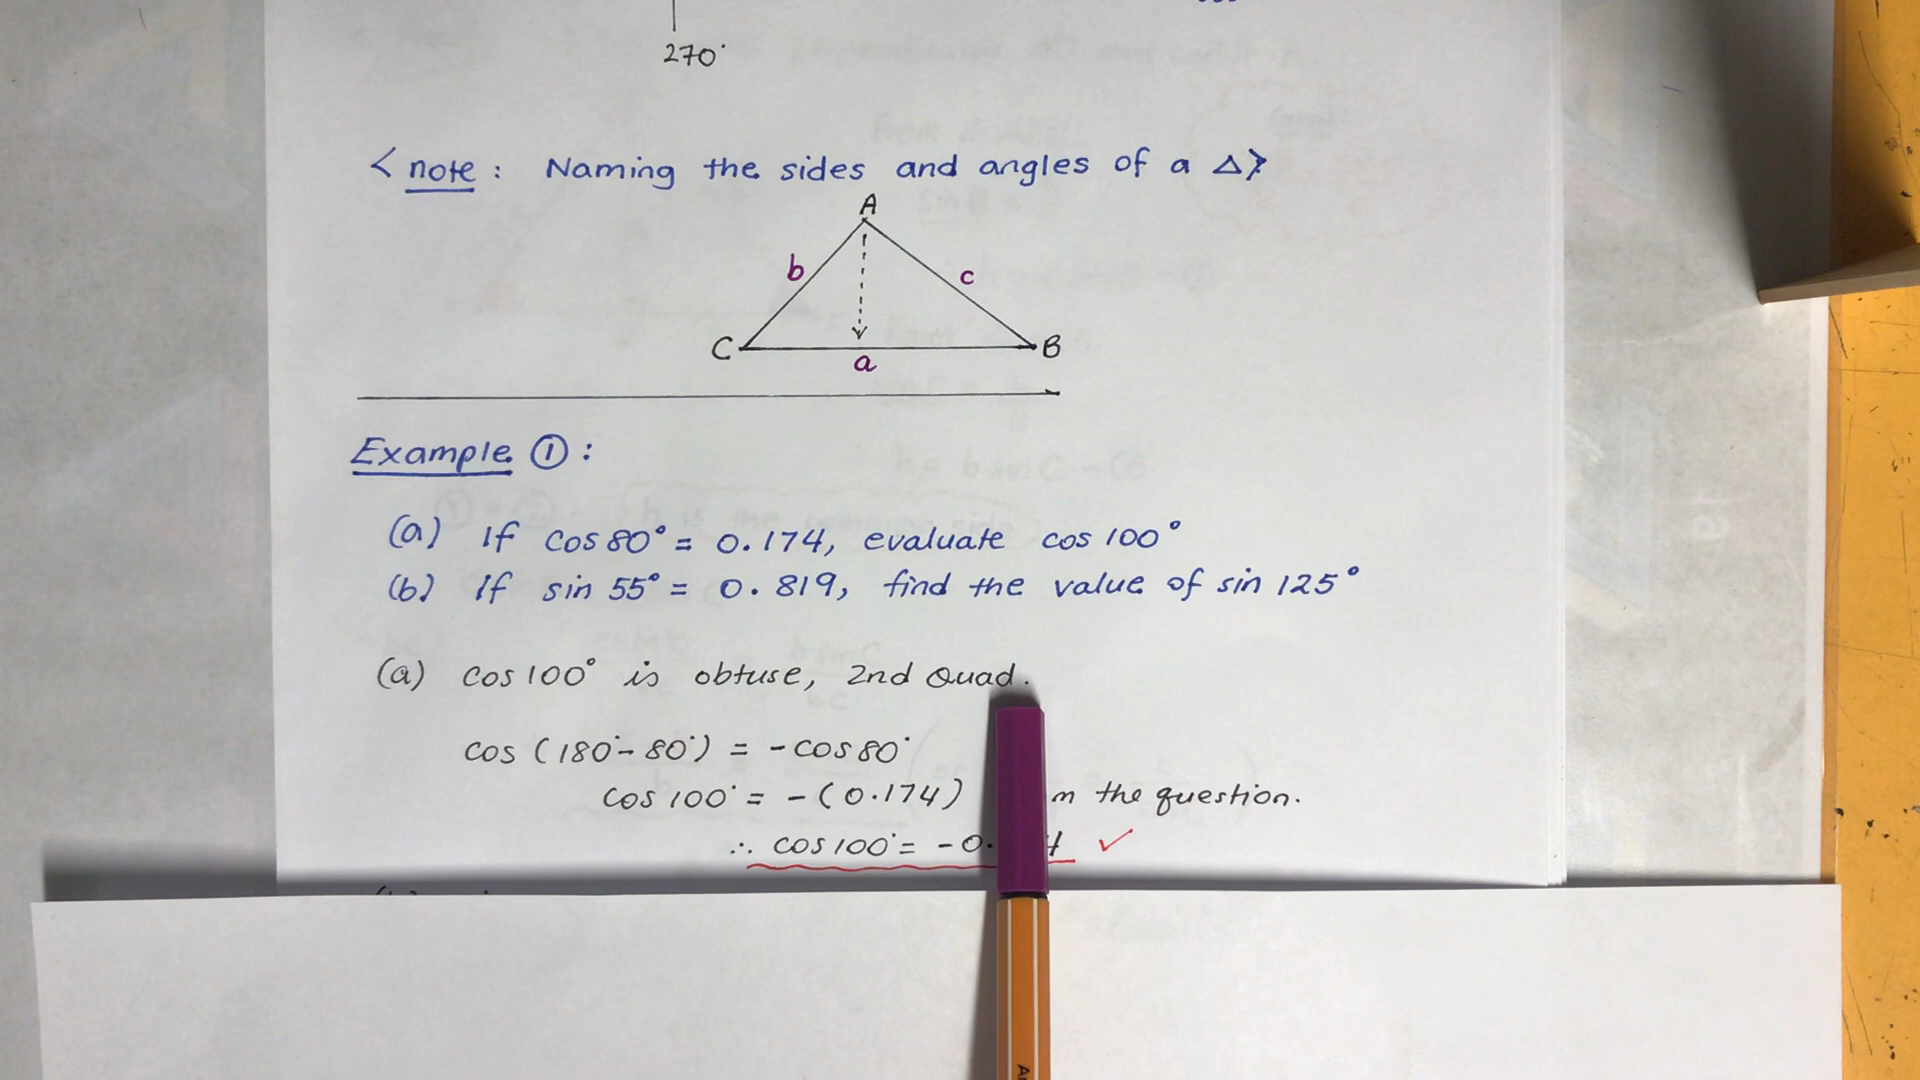 270°
< note : Naming the sides and angles of a Δ>
A
b
c
C
B
a
Example ① :
(a) If cos 80° = 0.174, evaluate cos 100°
(b) If sin 55° = 0.819, find the value of sin 125°
(a) cos 100° is obtuse, 2nd Quad.
cos (180°- 80°) = - cos 80°
cos 100° = - (0.174) the question.
∴ cos 100° = - 0.